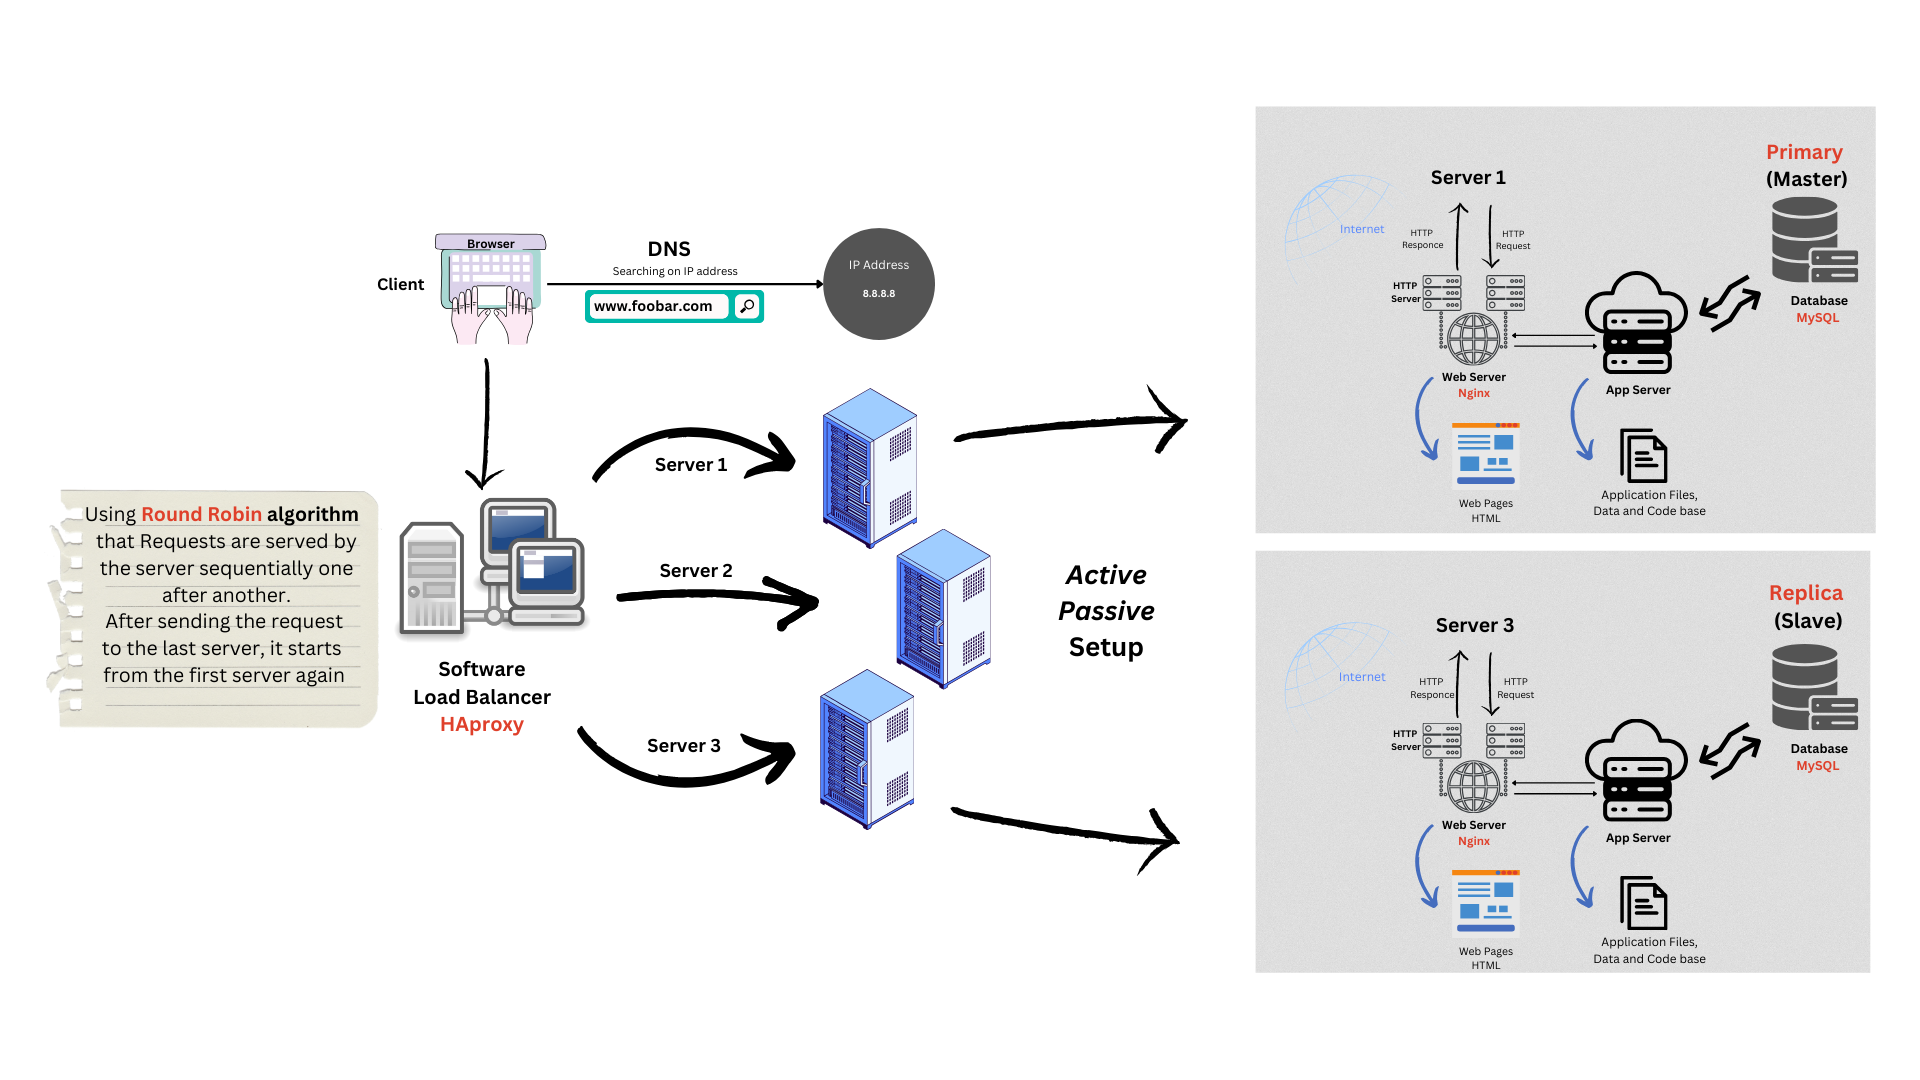 Browser
Client
DNS
Searching on IP address
www.foobar.com
IP Address
8.8.8.8
Using Round Robin algorithm
that Requests are served by
the server sequentially one
after another.
After sending the request
to the last server, it starts
from the first server again
Software
Load Balancer
HAproxy
Server 1
Server 2
Server 3
Active
Passive
Setup
Server 1
Internet
HTTP
Responce
HTTP
Request
HTTP
Server
Web Server
Nginx
Web Pages
HTML
App Server
Application Files,
Data and Code base
Primary
(Master)
Database
MySQL
Server 3
Internet
HTTP
Responce
HTTP
Request
HTTP
Server
Web Server
Nginx
Web Pages
HTML
App Server
Application Files,
Data and Code base
Replica
(Slave)
Database
MySQL